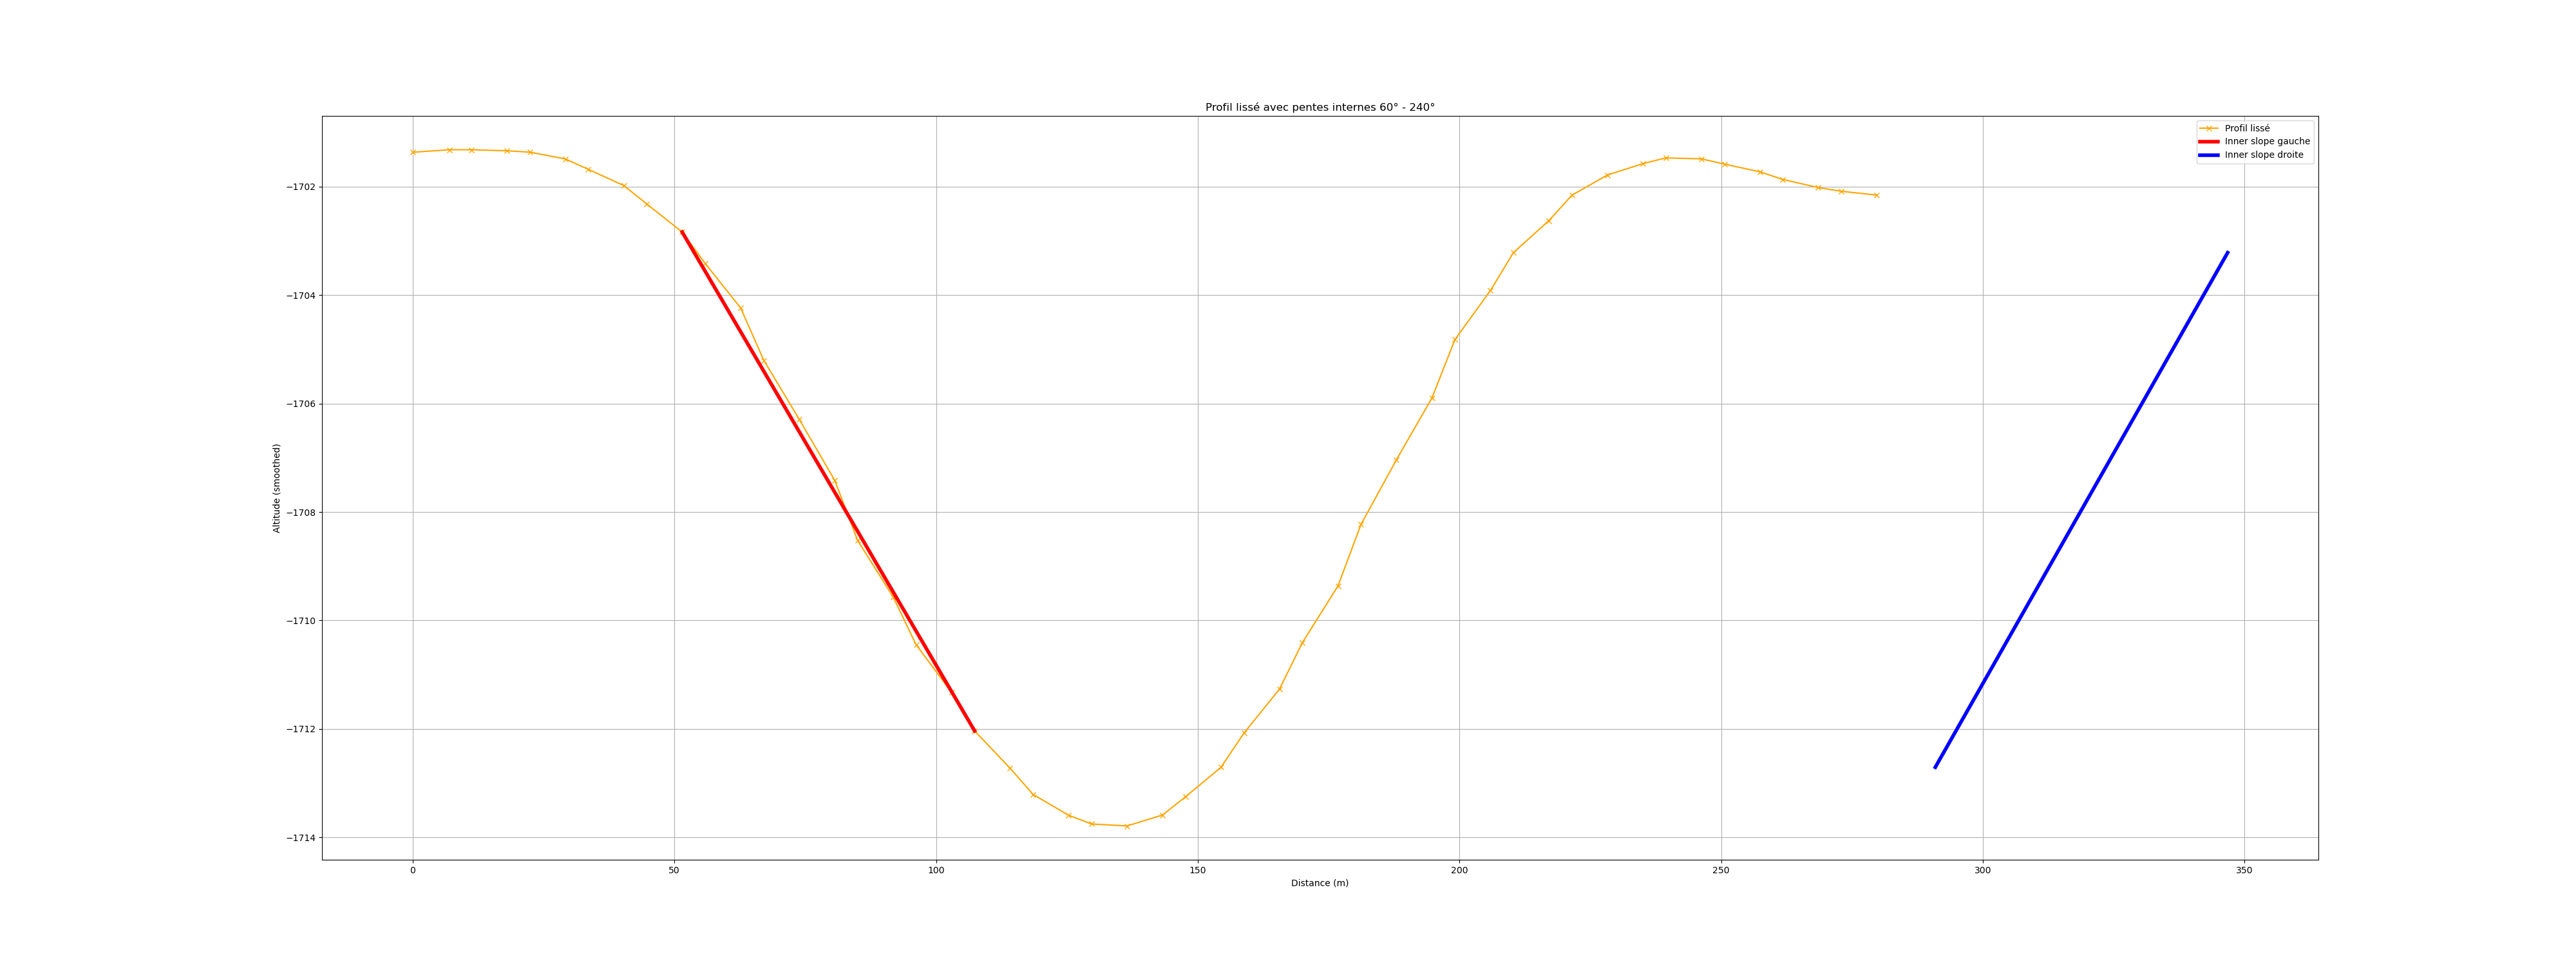 Profil lissé avec pentes internes 60° - 240°
Profil lissé
Inner slope gauche
Inner slope droite
Altitude (smoothed)
−1702
−1704
−1706
−1708
−1710
−1712
−1714
0
50
100
150
200
250
300
350
Distance (m)